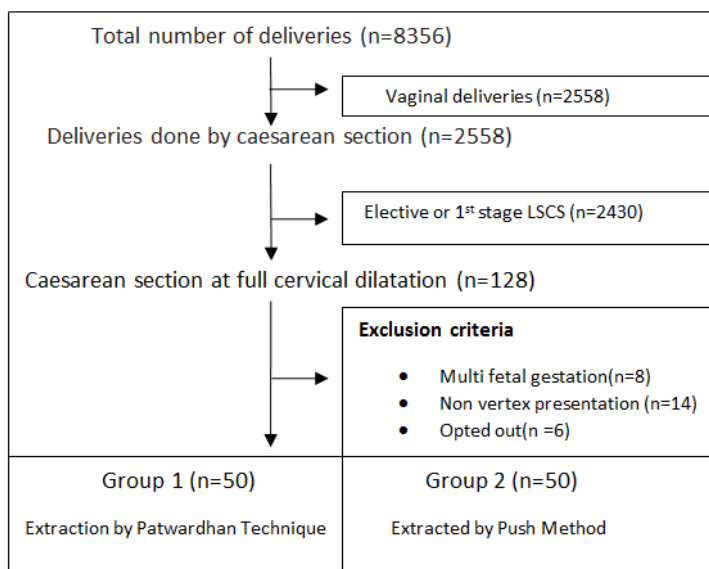 Total number of deliveries (n=8356)
Vaginal deliveries (n=2558)
Deliveries done by caesarean section (n=2558)
Elective or 1st stage LSCS (n=2430)
Caesarean section at full cervical dilatation (n=128)
Exclusion criteria
• Multi fetal gestation(n=8)
• Non vertex presentation (n=14)
• Opted out(n =6)
Group 1 (n=50)
Extraction by Patwardhan Technique
Group 2 (n=50)
Extracted by Push Method